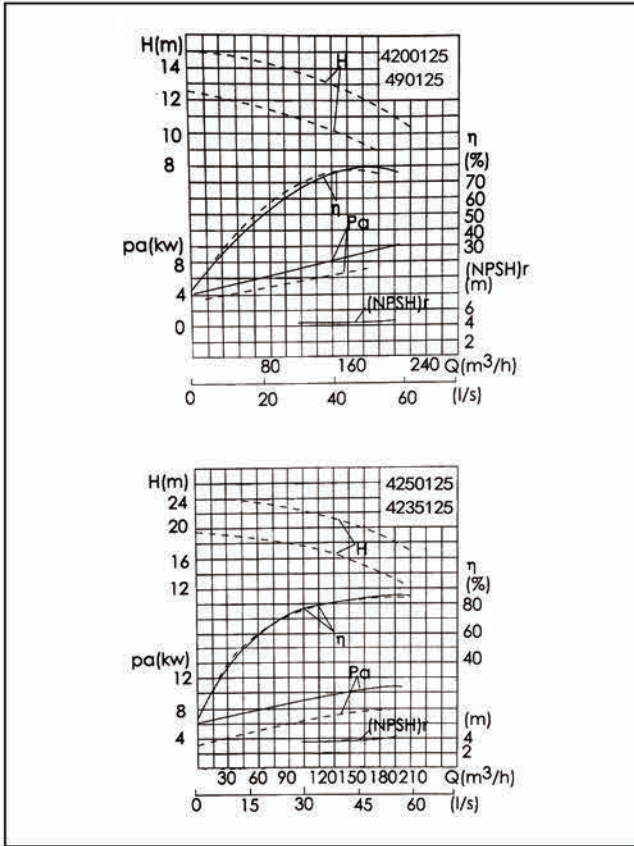 H(m)
4200125
490125
14
H
12
10
η
(%)
8
70
60
η
50
Pa
40
pa(kw)
30
8
(NPSH)r
(m)
4
6
(NPSH)r
4
0
2
80 160 240 Q(m³/h)
0 20 40 60 (l/s)
H(m)
4250125
24
4235125
20
H
16
η
(%)
12
80
η
60
pa(kw)
40
12
Pa
8
(m)
(NPSH)r
4
4
2
30 60 90 120 150 180 210 Q(m³/h)
0 15 30 45 60 (l/s)